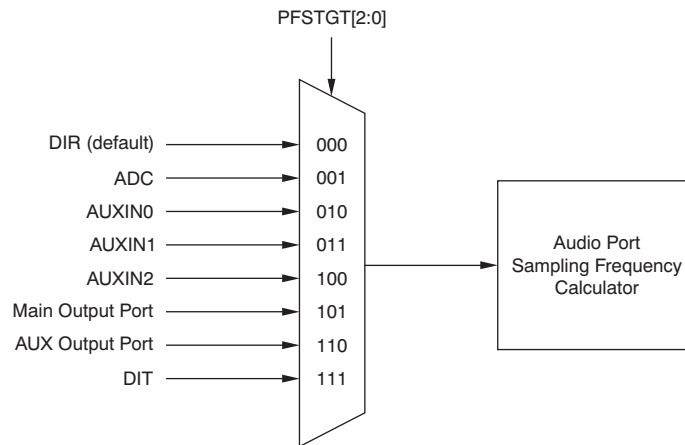 PFSTGT[2:0]
DIR (default) 000
ADC 001
AUXIN0 010
AUXIN1 011
AUXIN2 100
Main Output Port 101
AUX Output Port 110
DIT 111
Audio Port
Sampling Frequency
Calculator